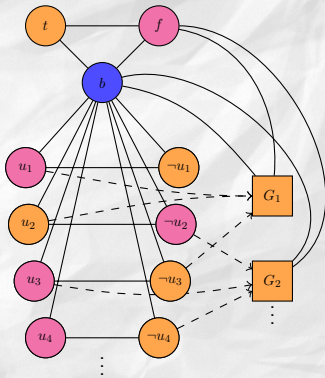 t f
b
u₁ ¬u₁
G₁
u₂ ¬u₂
u₃ ¬u₃ G₂
u₄ ¬u₄